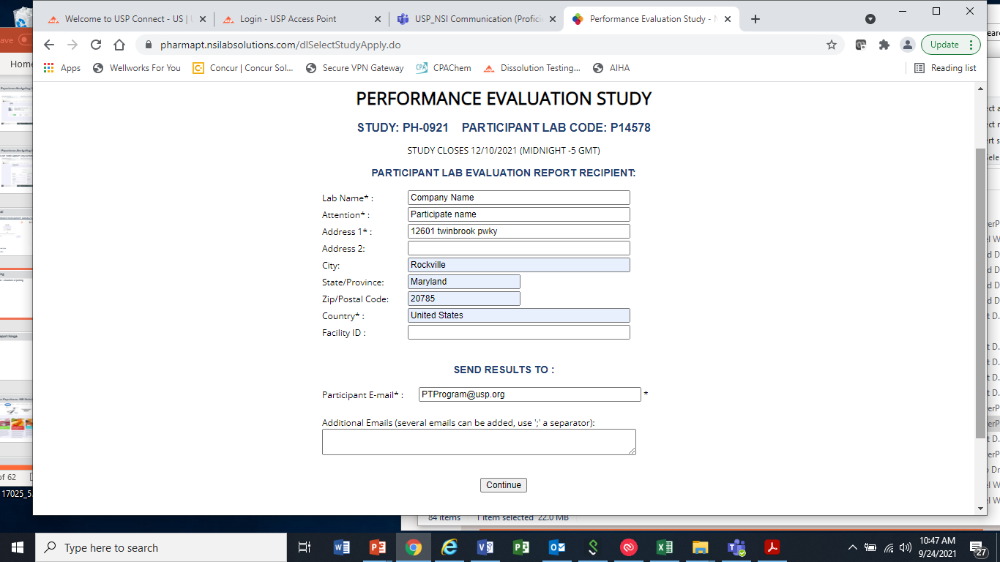 Welcome to USP Connect - US |
Login - USP Access Point
USP_NSI Communication (Profici
Performance Evaluation Study - N
pharmapt.nsilabsolutions.com/dlSelectStudyApply.do
Update
Apps
Wellworks For You
Concur | Concur Sol...
Secure VPN Gateway
CPAChem
Dissolution Testing...
AIHA
Reading list
Home
PERFORMANCE EVALUATION STUDY
STUDY: PH-0921 PARTICIPANT LAB CODE: P14578
STUDY CLOSES 12/10/2021 (MIDNIGHT -5 GMT)
PARTICIPANT LAB EVALUATION REPORT RECIPIENT:
Lab Name* : Company Name
Attention* : Participate name
Address 1* : 12601 twinbrook pwky
Address 2:
City: Rockville
State/Province: Maryland
Zip/Postal Code: 20785
Country* : United States
Facility ID :
SEND RESULTS TO :
Participant E-mail* : PTProgram@usp.org *
Additional Emails (several emails can be added, use ';' a separator):
Continue
of 62
17025_5.
84 items 1 item selected 22.0 MB
Type here to search
10:47 AM
9/24/2021
27